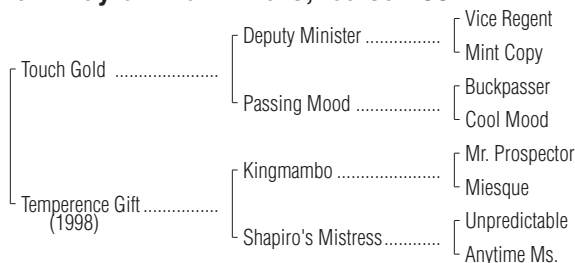 Vice Regent
Deputy Minister ...............
Mint Copy
Touch Gold .....................
Buckpasser
Passing Mood .................
Cool Mood
Mr. Prospector
Kingmambo .....................
Miesque
Temperence Gift ...............
(1998)
Unpredictable
Shapiro's Mistress ............
Anytime Ms.